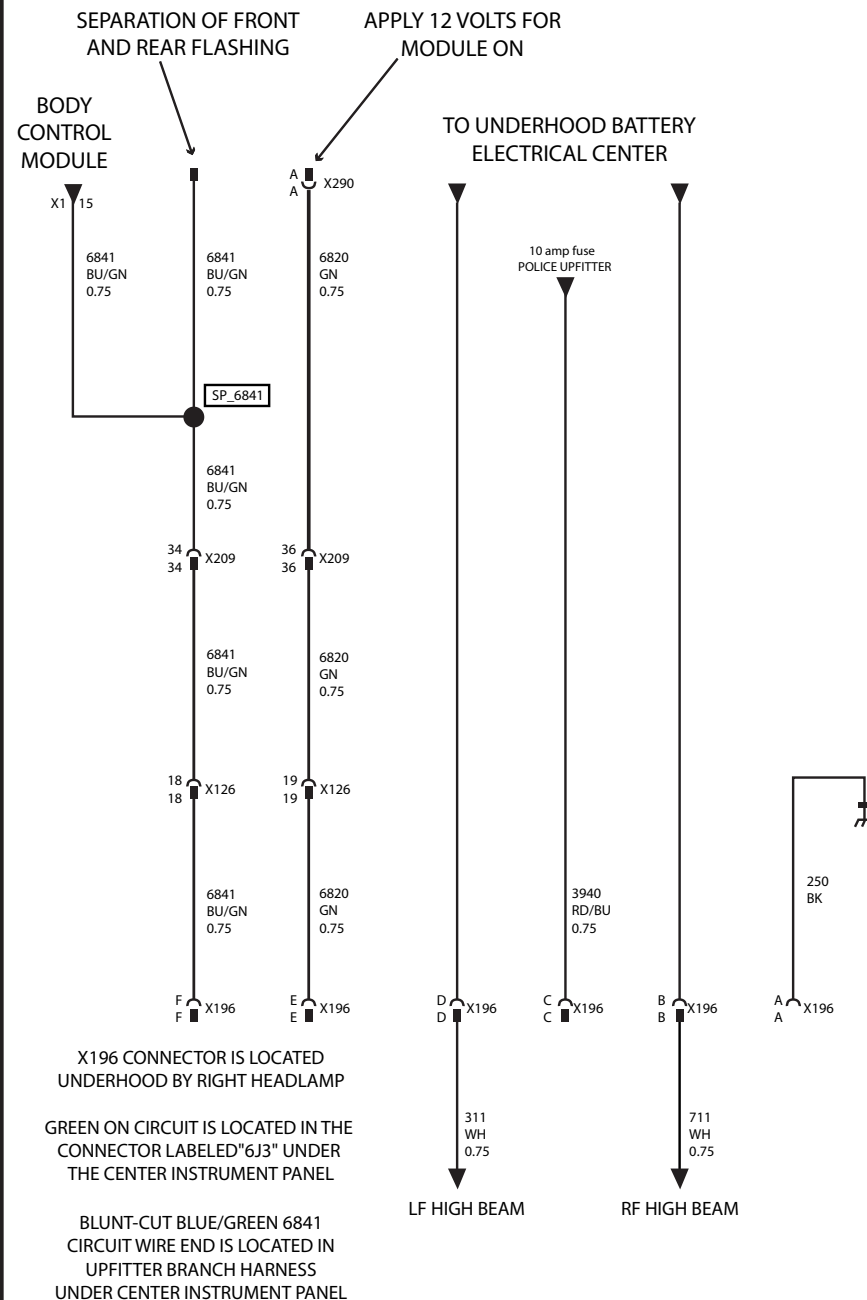 SEPARATION OF FRONT
AND REAR FLASHING
APPLY 12 VOLTS FOR
MODULE ON
BODY
CONTROL
MODULE
TO UNDERHOOD BATTERY
ELECTRICAL CENTER
X1 15
A
A
X290
6841
BU/GN
0.75
6841
BU/GN
0.75
6820
GN
0.75
10 amp fuse
POLICE UPFITTER
SP_6841
6841
BU/GN
0.75
34
34
X209
36
36
X209
6841
BU/GN
0.75
6820
GN
0.75
18
18
X126
19
19
X126
6841
BU/GN
0.75
6820
GN
0.75
3940
RD/BU
0.75
250
BK
F
F
X196
E
E
X196
D
D
X196
C
C
X196
B
B
X196
A
A
X196
X196 CONNECTOR IS LOCATED
UNDERHOOD BY RIGHT HEADLAMP
GREEN ON CIRCUIT IS LOCATED IN THE
CONNECTOR LABELED"6J3" UNDER
THE CENTER INSTRUMENT PANEL
BLUNT-CUT BLUE/GREEN 6841
CIRCUIT WIRE END IS LOCATED IN
UPFITTER BRANCH HARNESS
UNDER CENTER INSTRUMENT PANEL
311
WH
0.75
711
WH
0.75
LF HIGH BEAM
RF HIGH BEAM